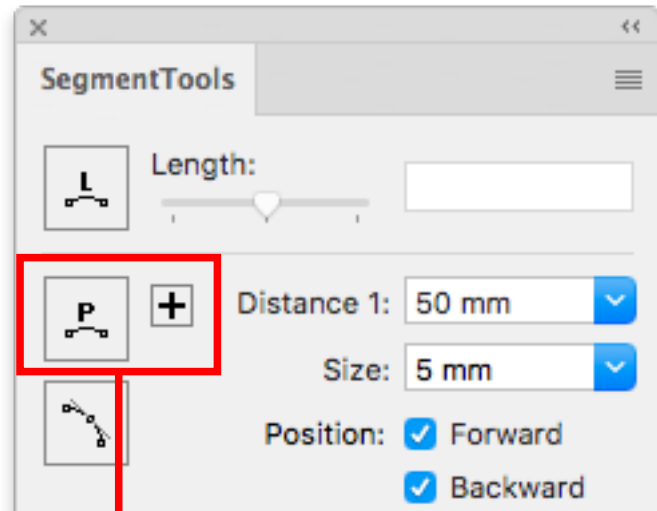 SegmentTools
L Length:
P + Distance 1: 50 mm
Size: 5 mm
Position: Forward
Backward